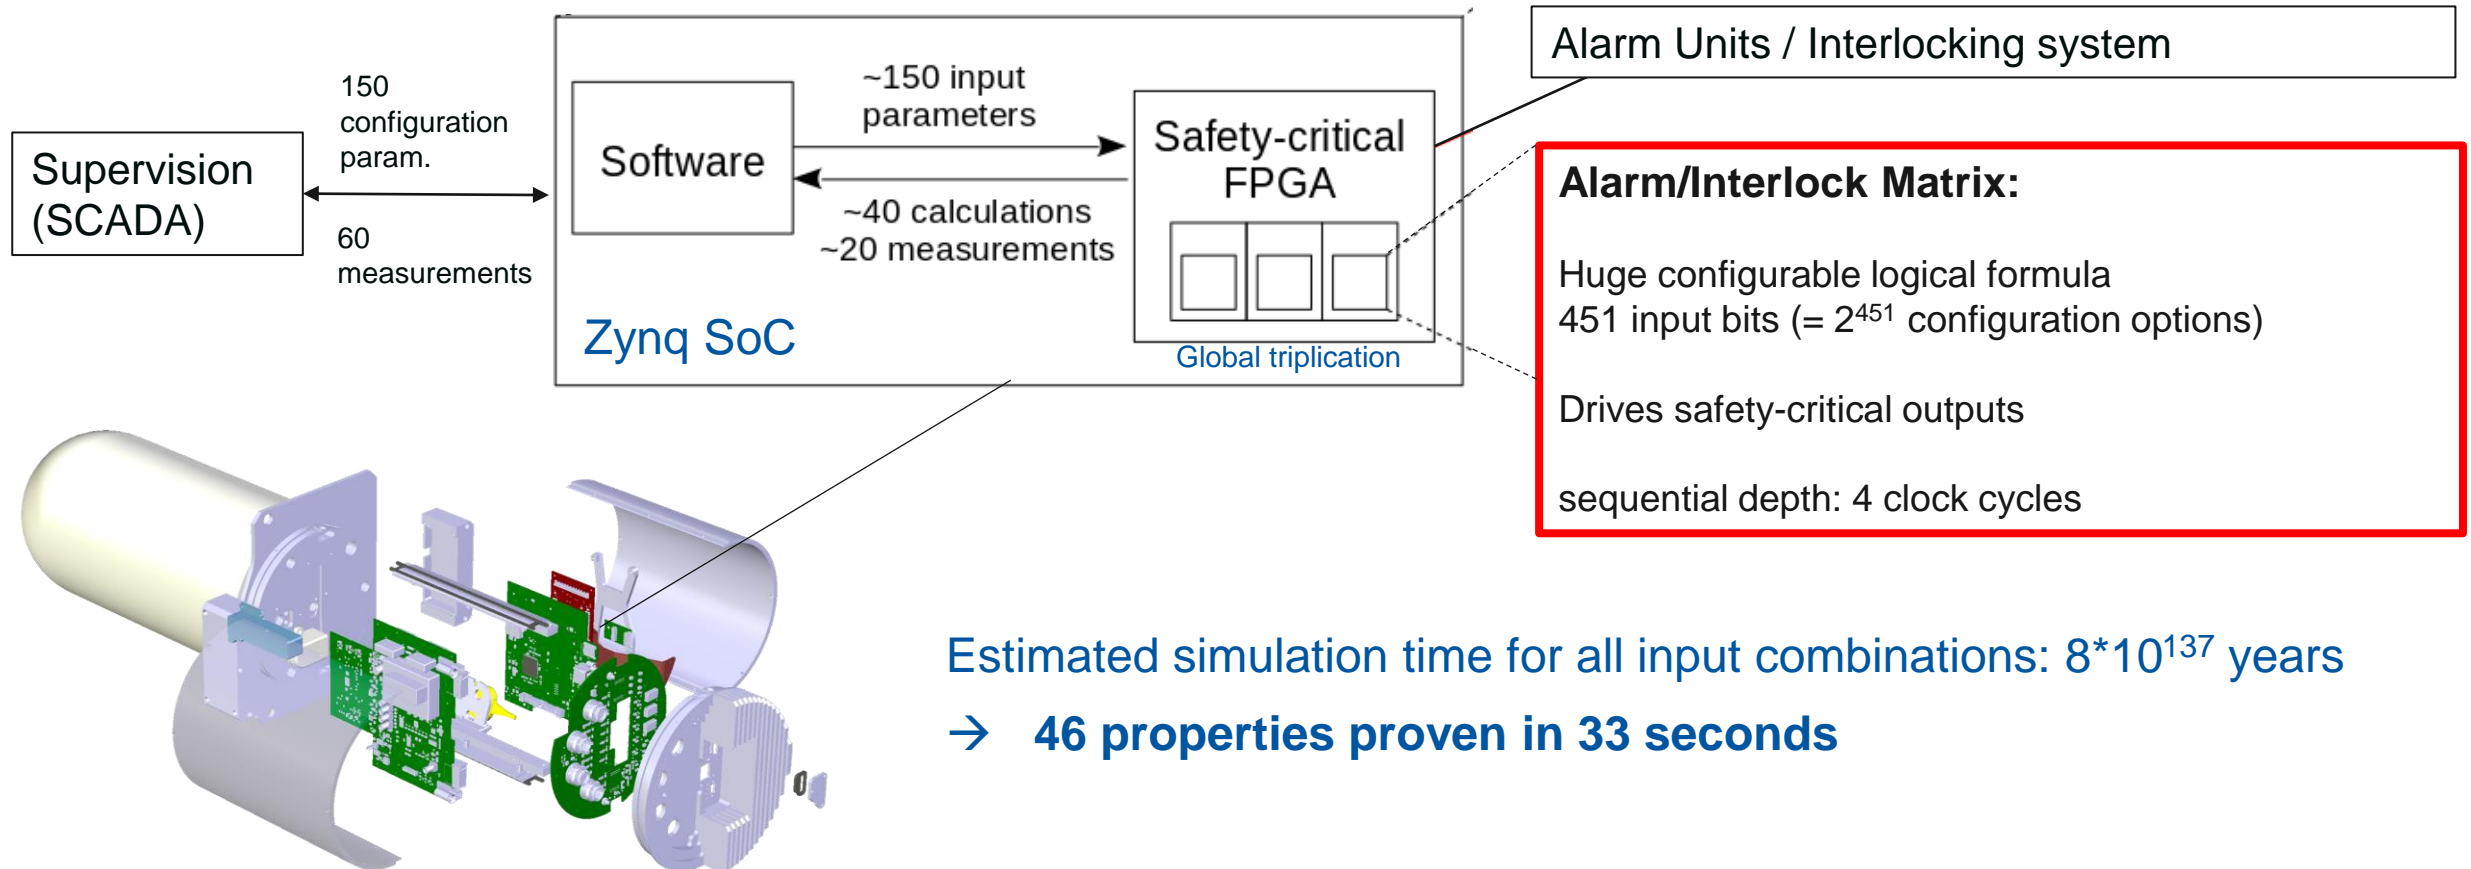 Alarm Units / Interlocking system
150
configuration
param.
~150 input
parameters
Supervision
(SCADA)
Software
Safety-critical
FPGA
60
measurements
~40 calculations
~20 measurements
Zynq SoC
Global triplication
Alarm/Interlock Matrix:
Huge configurable logical formula
451 input bits (= 2⁴⁵¹ configuration options)
Drives safety-critical outputs
sequential depth: 4 clock cycles
Estimated simulation time for all input combinations: 8*10¹³⁷ years
→ 46 properties proven in 33 seconds